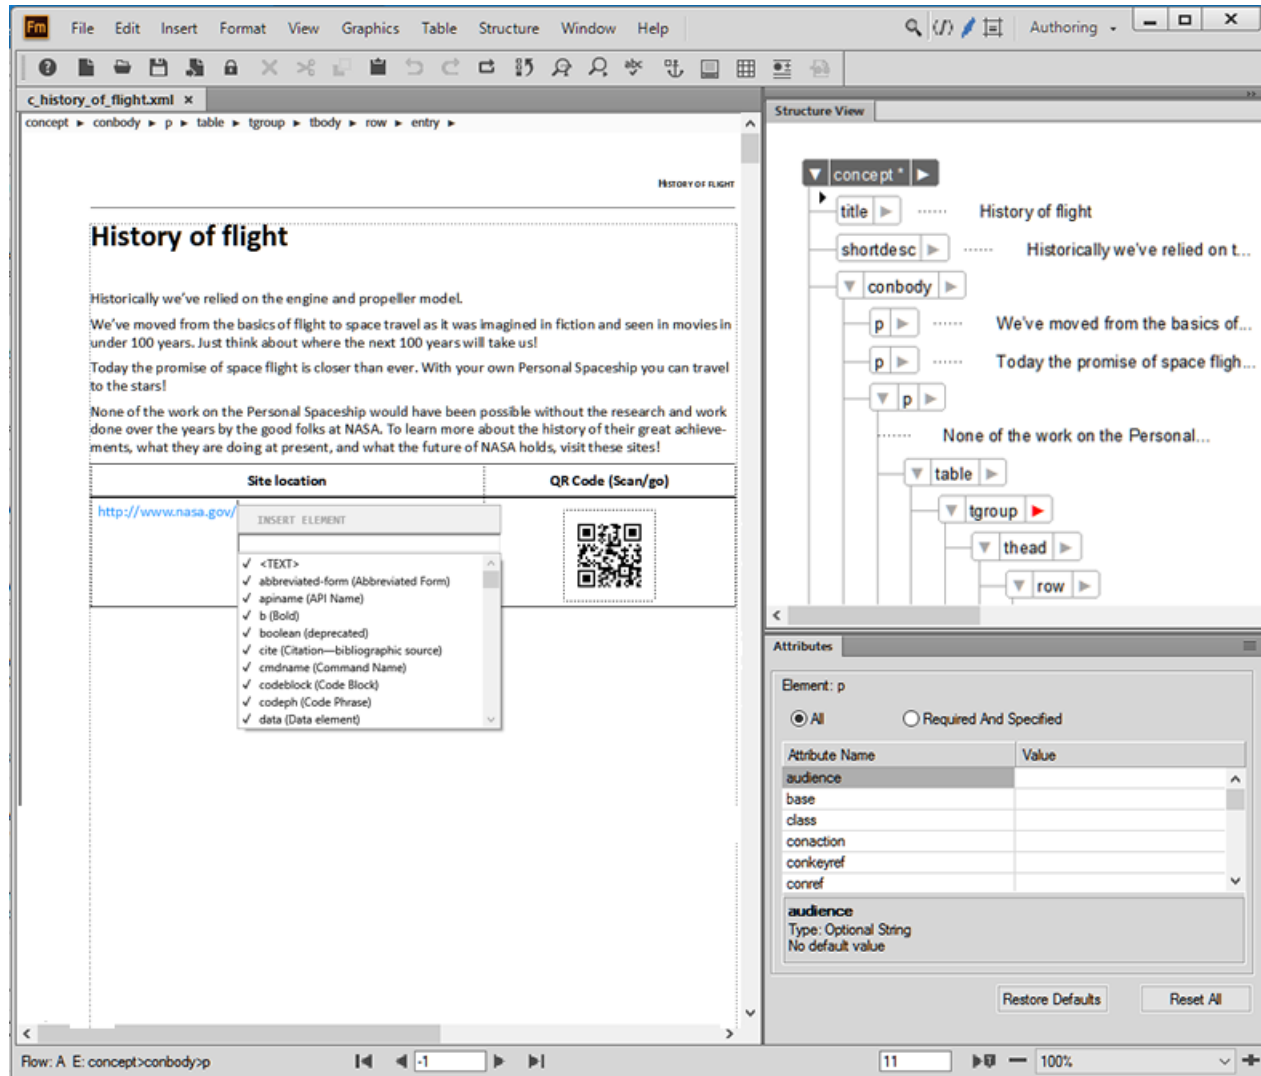 Fm File Edit Insert Format View Graphics Table Structure Window Help Authoring
c_history_of_flight.xml
concept conbody p table tgroup tbody row entry
HISTORY OF FLIGHT
History of flight
Historically we've relied on the engine and propeller model.
We've moved from the basics of flight to space travel as it was imagined in fiction and seen in movies in
under 100 years. Just think about where the next 100 years will take us!
Today the promise of space flight is closer than ever. With your own Personal Spaceship you can travel
to the stars!
None of the work on the Personal Spaceship would have been possible without the research and work
done over the years by the good folks at NASA. To learn more about the history of their great achieve-
ments, what they are doing at present, and what the future of NASA holds, visit these sites!
Site location QR Code (Scan/go)
http://www.nasa.gov/
INSERT ELEMENT
<TEXT>
abbreviated-form (Abbreviated Form)
apiname (API Name)
b (Bold)
boolean (deprecated)
cite (Citation—bibliographic source)
cmdname (Command Name)
codeblock (Code Block)
codeph (Code Phrase)
data (Data element)
Structure View
concept *
title History of flight
shortdesc Historically we've relied on t...
conbody
p We've moved from the basics of...
p Today the promise of space fligh...
p
None of the work on the Personal...
table
tgroup
thead
row
Attributes
Element: p
All Required And Specified
Attribute Name Value
audience
base
class
conaction
conkeyref
conref
audience
Type: Optional String
No default value
Restore Defaults Reset All
Flow: A E: concept>conbody>p -1 11 100%